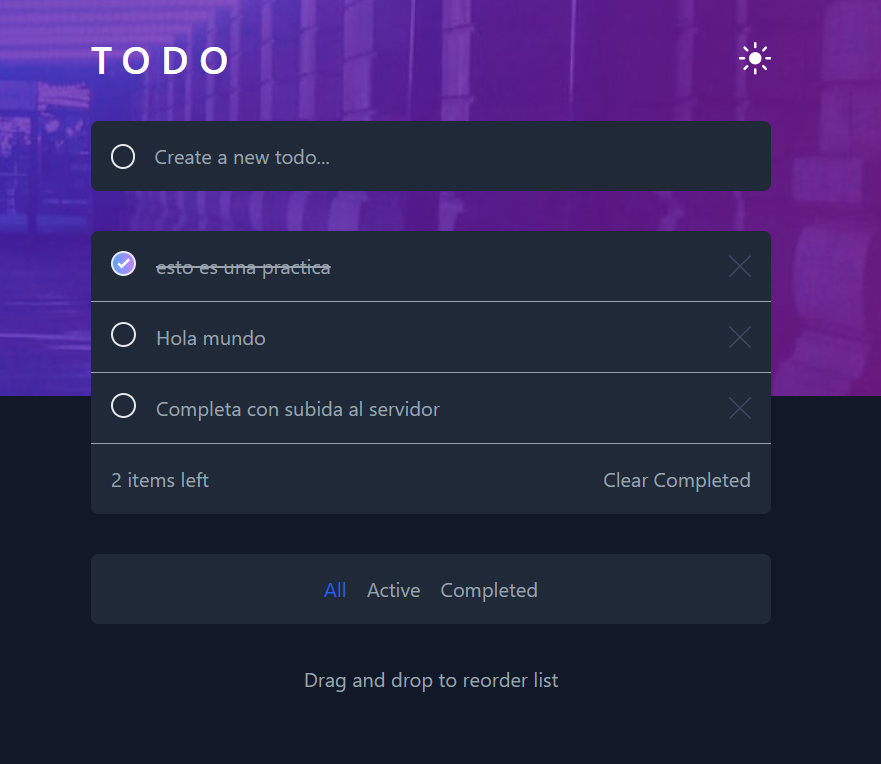 TODO
Create a new todo...
esto es una practica
Hola mundo
Completa con subida al servidor
2 items left Clear Completed
All Active Completed
Drag and drop to reorder list